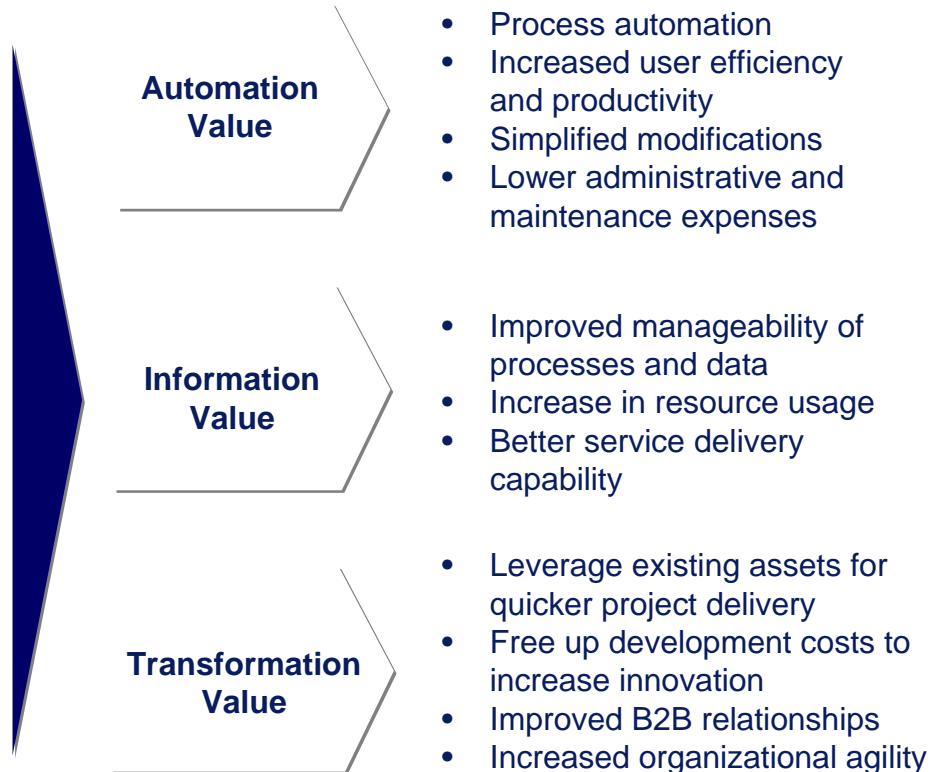 Automation
Value
• Process automation
• Increased user efficiency
and productivity
• Simplified modifications
• Lower administrative and
maintenance expenses
Information
Value
• Improved manageability of
processes and data
• Increase in resource usage
• Better service delivery
capability
Transformation
Value
• Leverage existing assets for
quicker project delivery
• Free up development costs to
increase innovation
• Improved B2B relationships
• Increased organizational agility